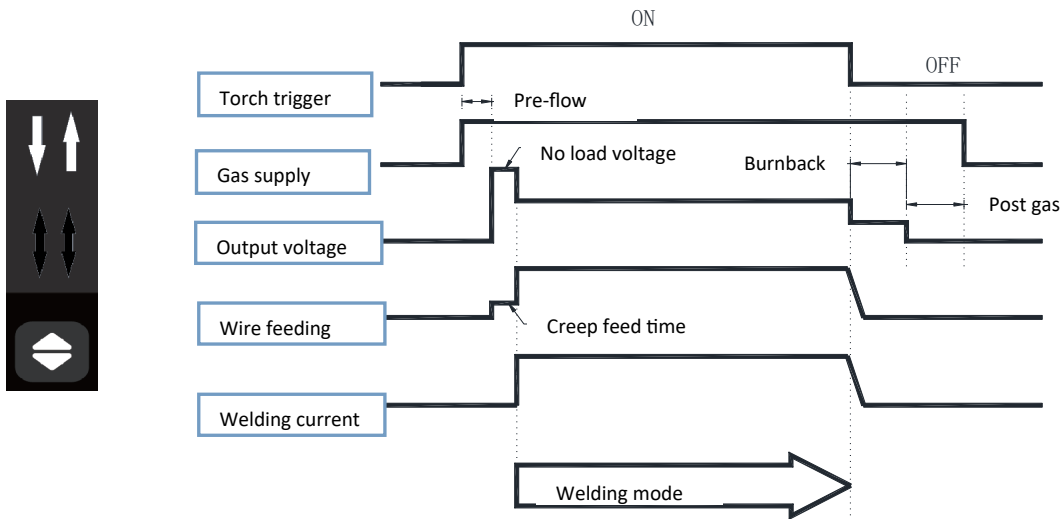 ON
OFF
Torch trigger
Pre-flow
No load voltage
Burnback
Gas supply
Post gas
Output voltage
Wire feeding
Creep feed time
Welding current
Welding mode